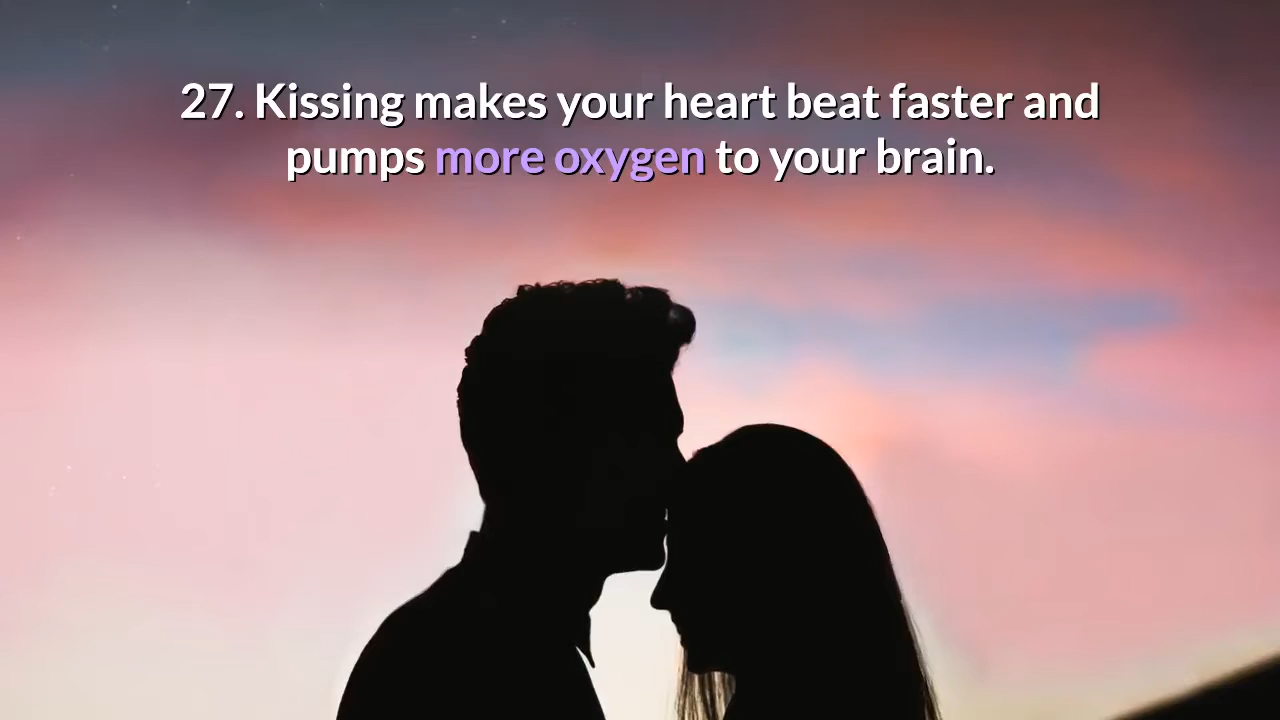 27. Kissing makes your heart beat faster and
pumps more oxygen to your brain.